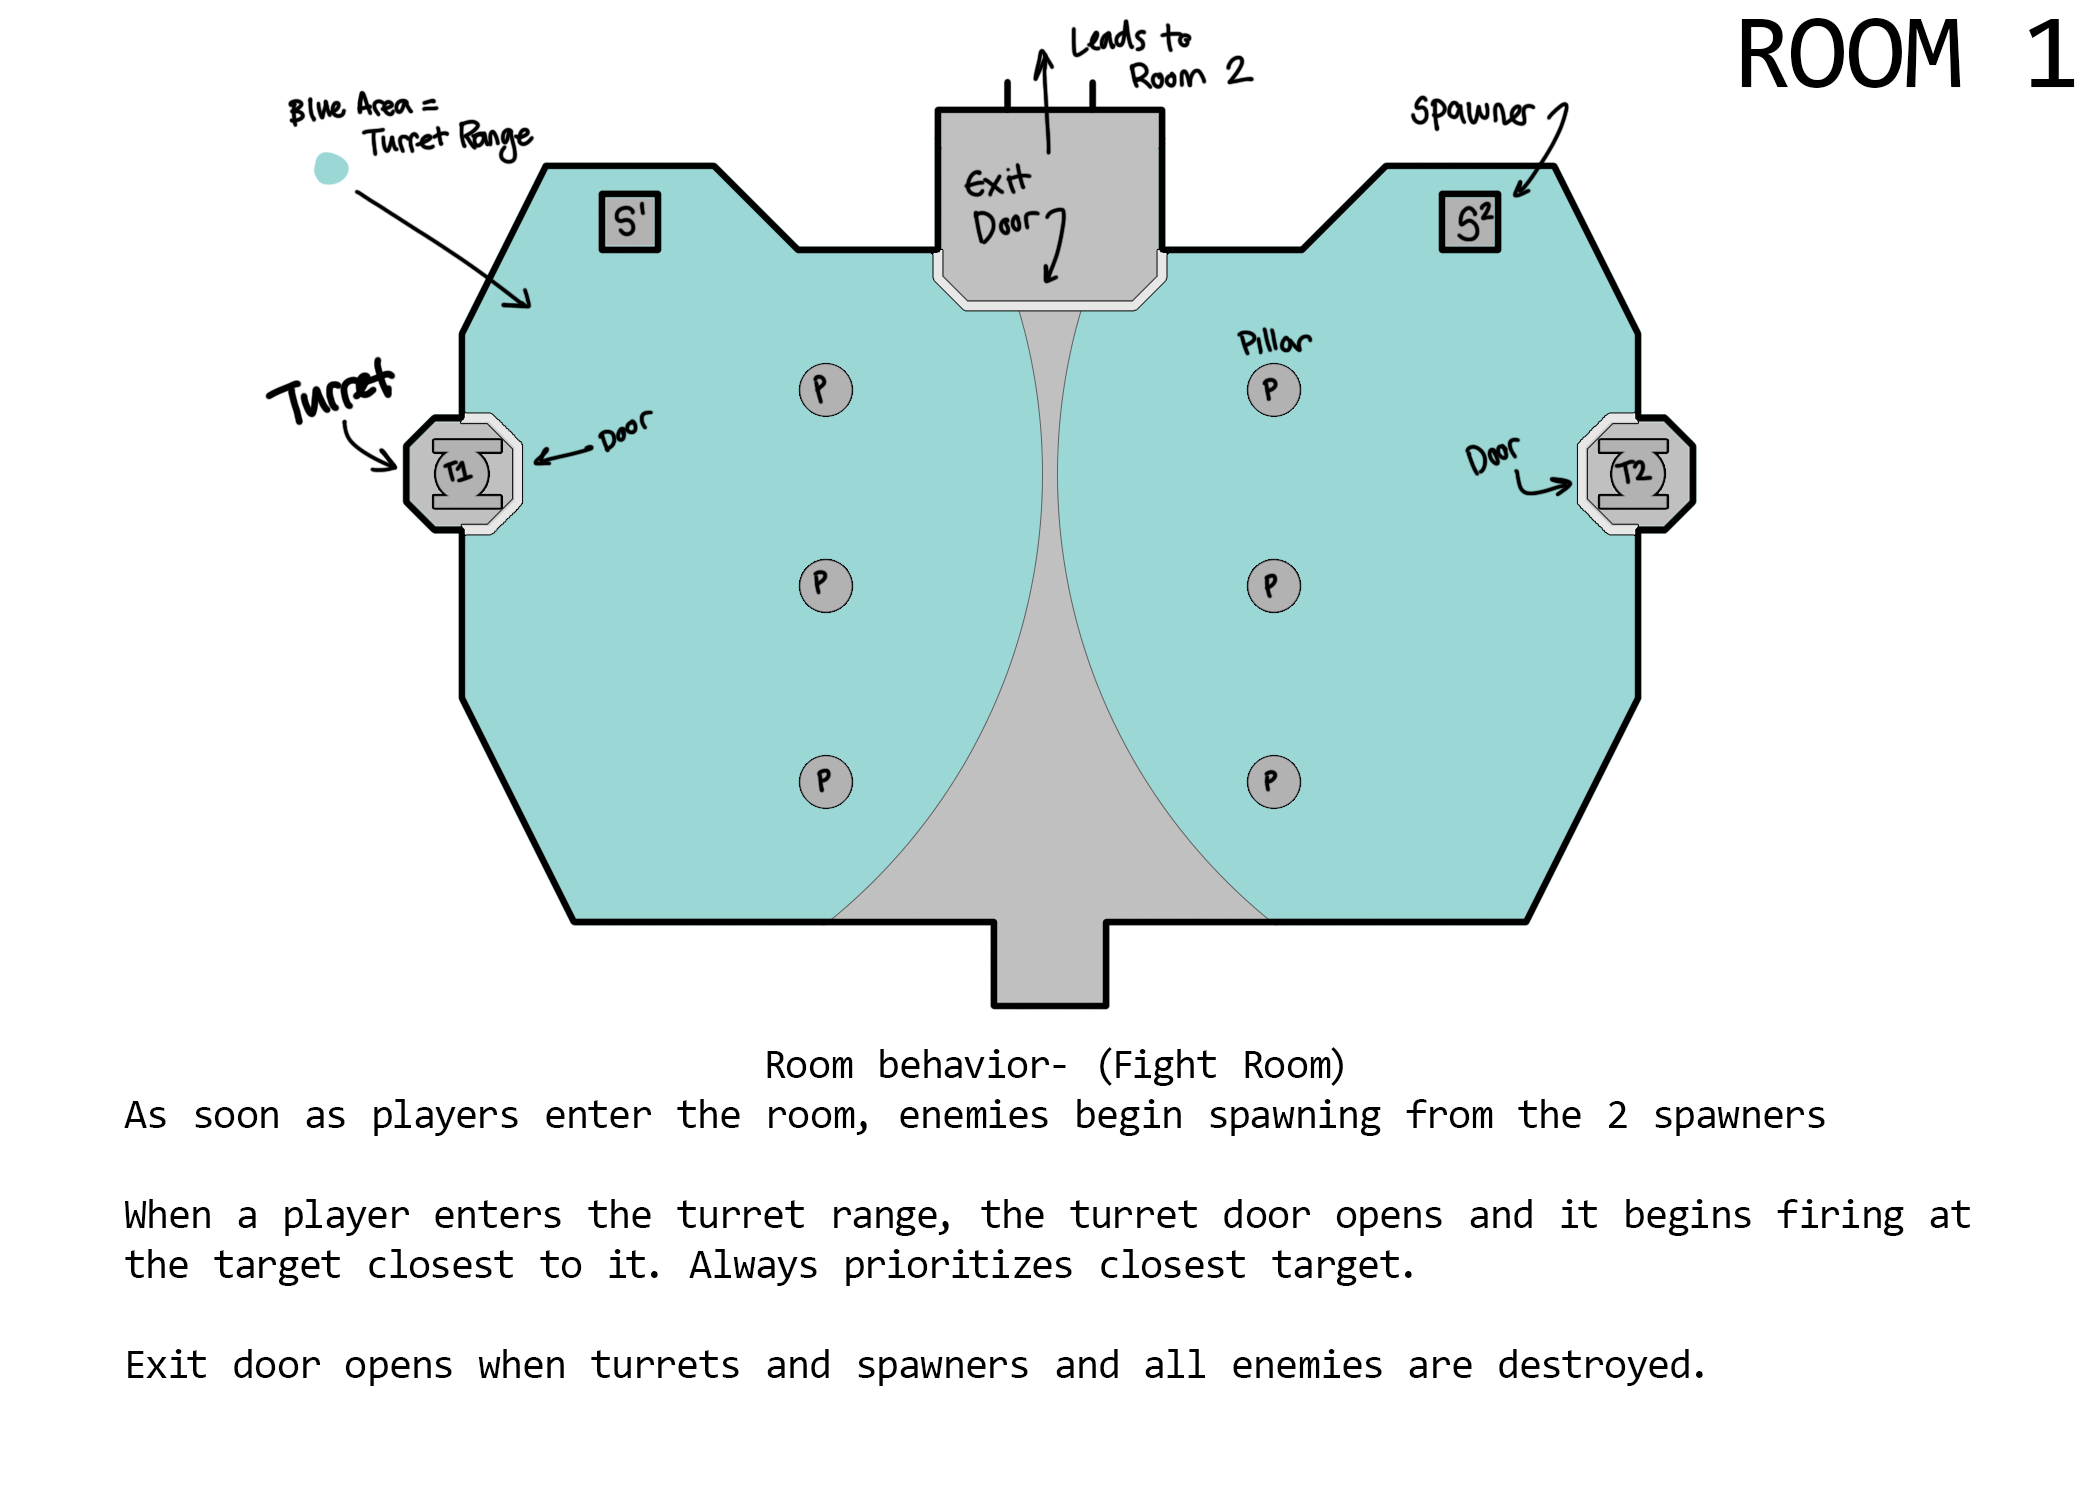 ROOM 1
Leads to
Room 2
Blue Area =
Turret Range
Spawner
Exit
Door
S1
S2
Pillar
P
P
Turret
Door
Door
T1
T2
P
P
P
P
Room behavior- (Fight Room)
As soon as players enter the room, enemies begin spawning from the 2 spawners
When a player enters the turret range, the turret door opens and it begins firing at
the target closest to it. Always prioritizes closest target.
Exit door opens when turrets and spawners and all enemies are destroyed.